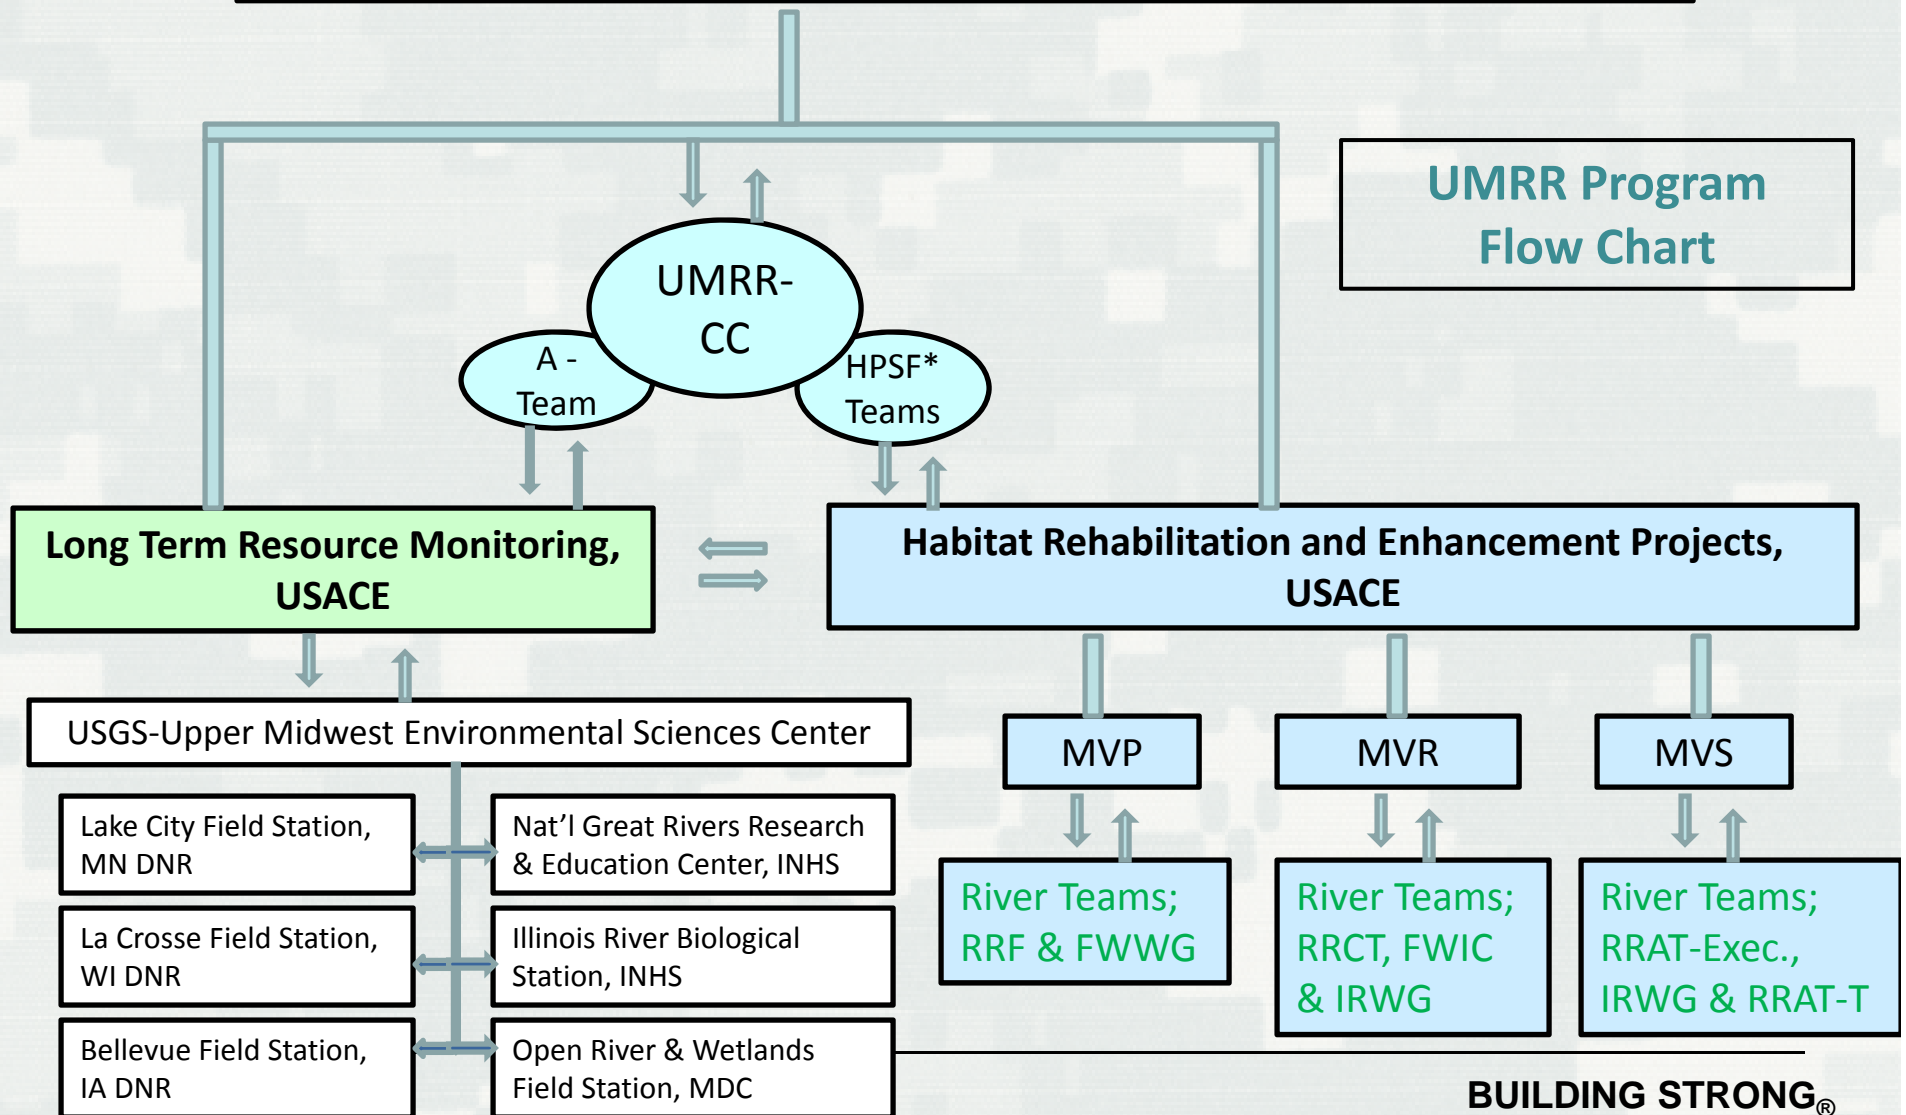 UMRR Program
Flow Chart
UMRR-
CC
A -
Team
HPSF*
Teams
Long Term Resource Monitoring,
USACE
Habitat Rehabilitation and Enhancement Projects,
USACE
USGS-Upper Midwest Environmental Sciences Center
MVP
MVR
MVS
Lake City Field Station,
MN DNR
Nat’l Great Rivers Research
& Education Center, INHS
La Crosse Field Station,
WI DNR
Illinois River Biological
Station, INHS
Bellevue Field Station,
IA DNR
Open River & Wetlands
Field Station, MDC
River Teams;
RRF & FWWG
River Teams;
RRCT, FWIC
& IRWG
River Teams;
RRAT-Exec.,
IRWG & RRAT-T
BUILDING STRONG®